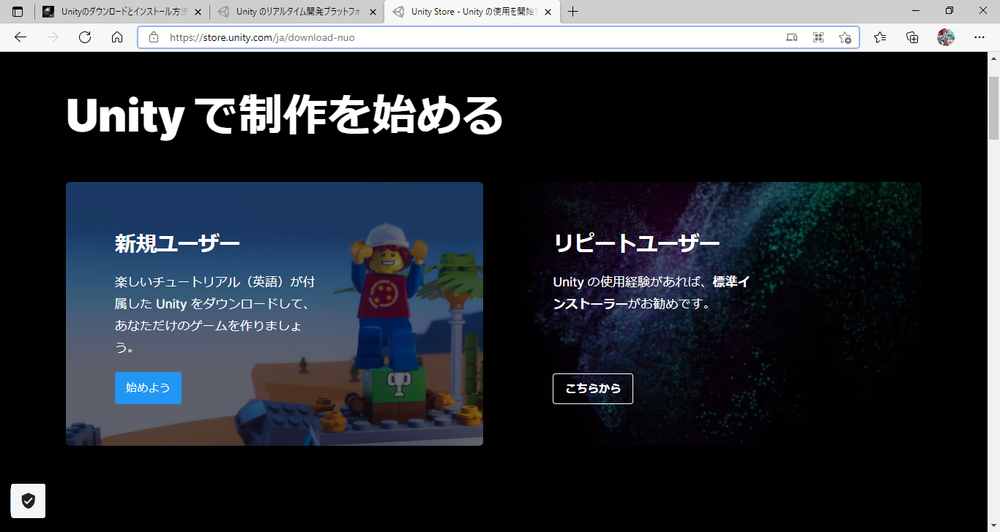 Unityのダウンロードとインストール方法
Unity のリアルタイム開発プラットフォー
Unity Store - Unity の使用を開始す
https://store.unity.com/ja/download-nuo
Unity で制作を始める
新規ユーザー
楽しいチュートリアル（英語）が付
属した Unity をダウンロードして、
あなただけのゲームを作りましょ
う。
始めよう
リピートユーザー
Unity の使用経験があれば、標準イ
ンストーラーがお勧めです。
こちらから